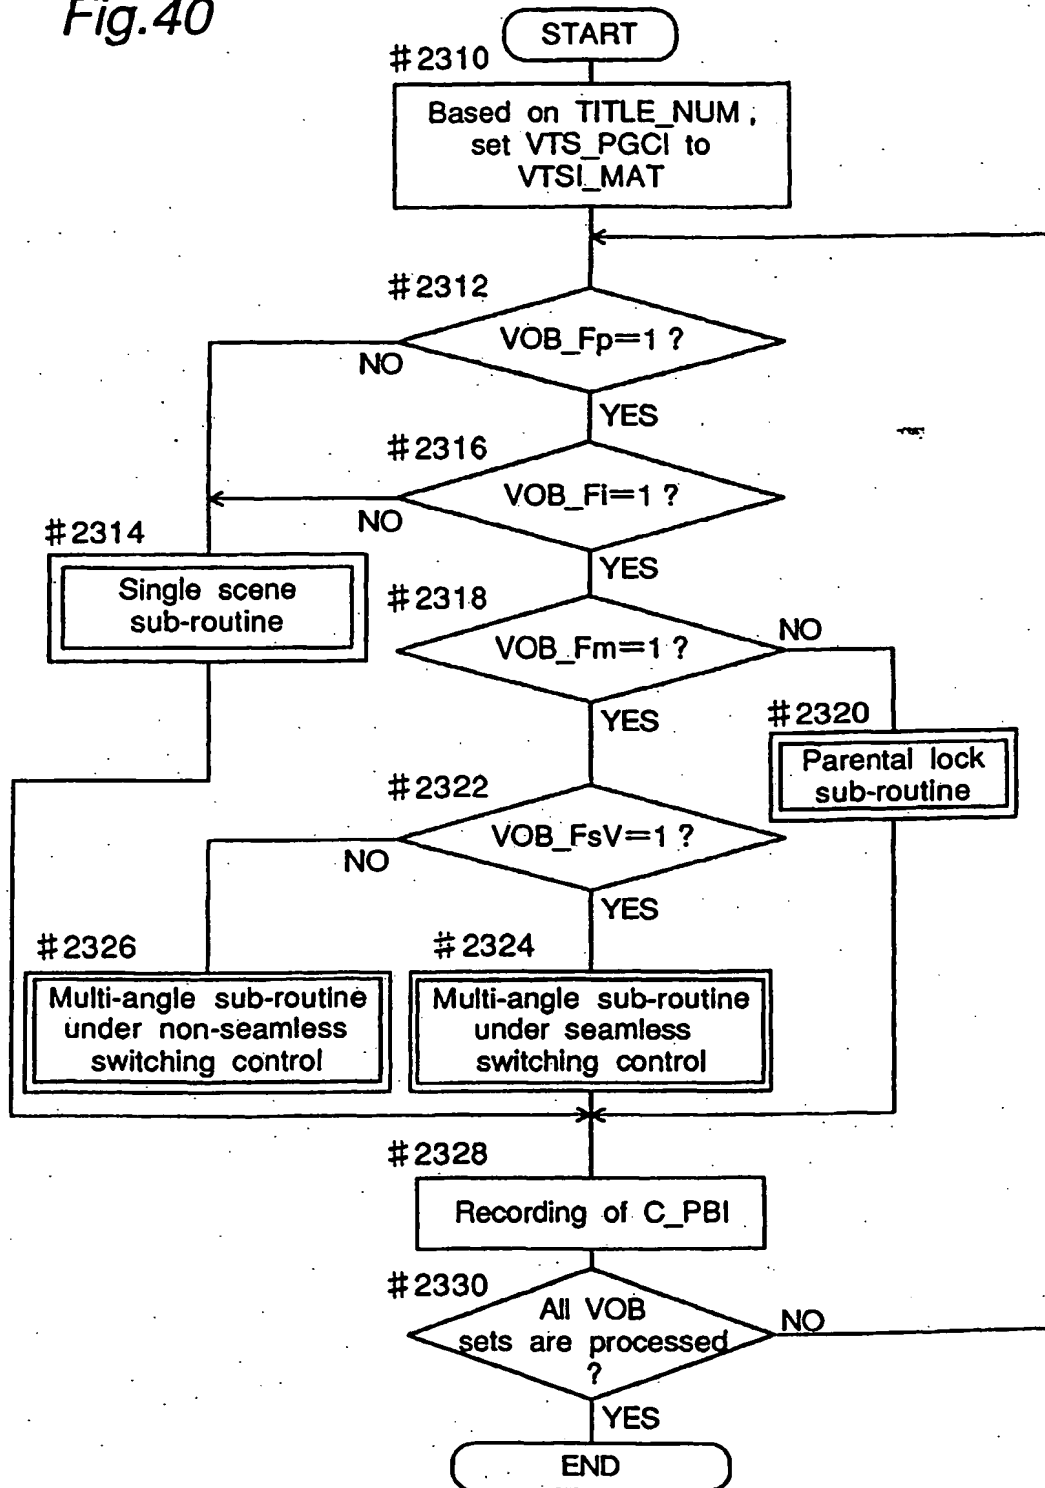 Fig.40
START
#2310
Based on TITLE_NUM,
set VTS_PGCI to
VTSI_MAT
#2312
VOB_Fp=1 ?
NO
YES
#2316
VOB_Fi=1 ?
NO
YES
#2314
Single scene
sub-routine
#2318
VOB_Fm=1 ?
NO
YES
#2320
Parental lock
sub-routine
#2322
VOB_FsV=1 ?
NO
YES
#2326
Multi-angle sub-routine
under non-seamless
switching control
#2324
Multi-angle sub-routine
under seamless
switching control
#2328
Recording of C_PBI
#2330
All VOB
sets are processed
?
NO
YES
END